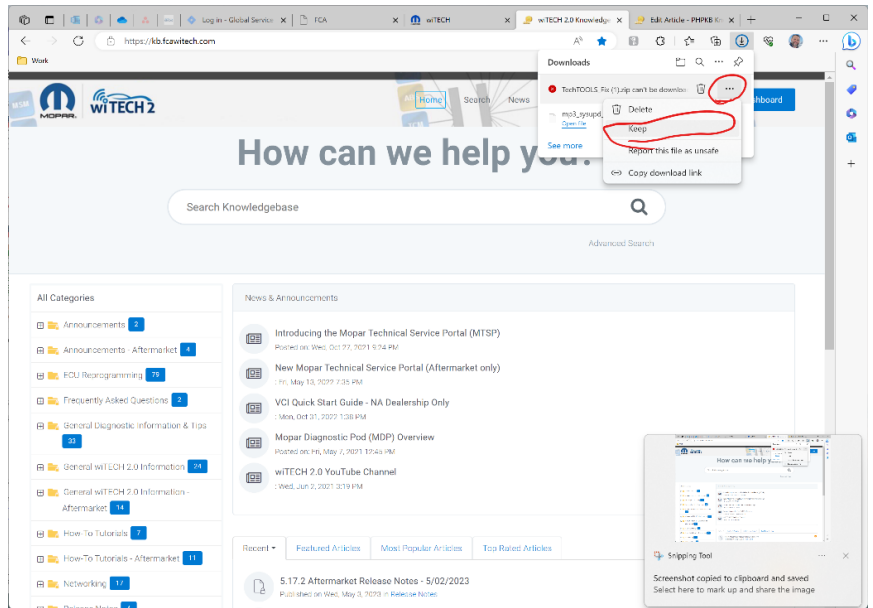 Log in - Global Service
FCA
wiTECH
wiTECH 2.0 Knowledge
Edit Article - PHPKB Kn
https://kb.fcawitech.com
Work
Downloads
TechTOOLS_Fix (1).zip can't be downloa
mp3_sysupd_
Open file
See more
Delete
Keep
Report this file as unsafe
Copy download link
MSM
MOPAR.
wiTECH 2
Home
Search
News
hboard
How can we help you?
Search Knowledgebase
Advanced Search
All Categories
Announcements 2
Announcements - Aftermarket 4
ECU Reprogramming 79
Frequently Asked Questions 2
General Diagnostic Information & Tips
33
General wiTECH 2.0 Information 24
General wiTECH 2.0 Information -
Aftermarket 14
How-To Tutorials 7
How-To Tutorials - Aftermarket 11
Networking 17
Release Notes
News & Announcements
Introducing the Mopar Technical Service Portal (MTSP)
Posted on: Wed, Oct 27, 2021 9:24 PM
New Mopar Technical Service Portal (Aftermarket only)
: Fri, May 13, 2022 7:35 PM
VCI Quick Start Guide - NA Dealership Only
: Mon, Oct 31, 2022 1:38 PM
Mopar Diagnostic Pod (MDP) Overview
Posted on: Fri, May 7, 2021 12:45 PM
wiTECH 2.0 YouTube Channel
: Wed, Jun 2, 2021 3:19 PM
Recent
Featured Articles
Most Popular Articles
Top Rated Articles
5.17.2 Aftermarket Release Notes - 5/02/2023
Published on Wed, May 3, 2023 in Release Notes
How can we help y
Snipping Tool
Screenshot copied to clipboard and saved
Select here to mark up and share the image